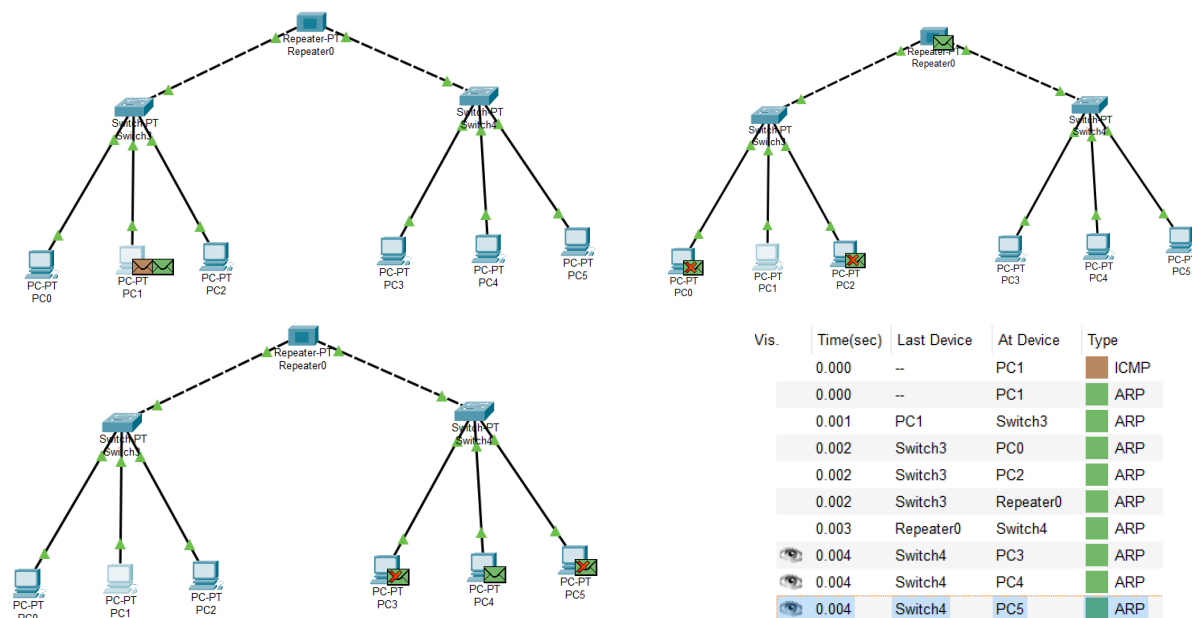 Repeater-PT
Repeater0
Switch-PT
Switch3
Switch-PT
Switch4
PC-PT
PC0
PC-PT
PC1
PC-PT
PC2
PC-PT
PC3
PC-PT
PC4
PC-PT
PC5
Repeater-PT
Repeater0
Switch-PT
Switch3
Switch-PT
Switch4
PC-PT
PC0
PC-PT
PC1
PC-PT
PC2
PC-PT
PC3
PC-PT
PC4
PC-PT
PC5
Repeater-PT
Repeater0
Switch-PT
Switch3
Switch-PT
Switch4
PC-PT
PC0
PC-PT
PC1
PC-PT
PC2
PC-PT
PC3
PC-PT
PC4
PC-PT
PC5
Vis. Time(sec) Last Device At Device Type
0.000 -- PC1 ICMP
0.000 -- PC1 ARP
0.001 PC1 Switch3 ARP
0.002 Switch3 PC0 ARP
0.002 Switch3 PC2 ARP
0.002 Switch3 Repeater0 ARP
0.003 Repeater0 Switch4 ARP
0.004 Switch4 PC3 ARP
0.004 Switch4 PC4 ARP
0.004 Switch4 PC5 ARP